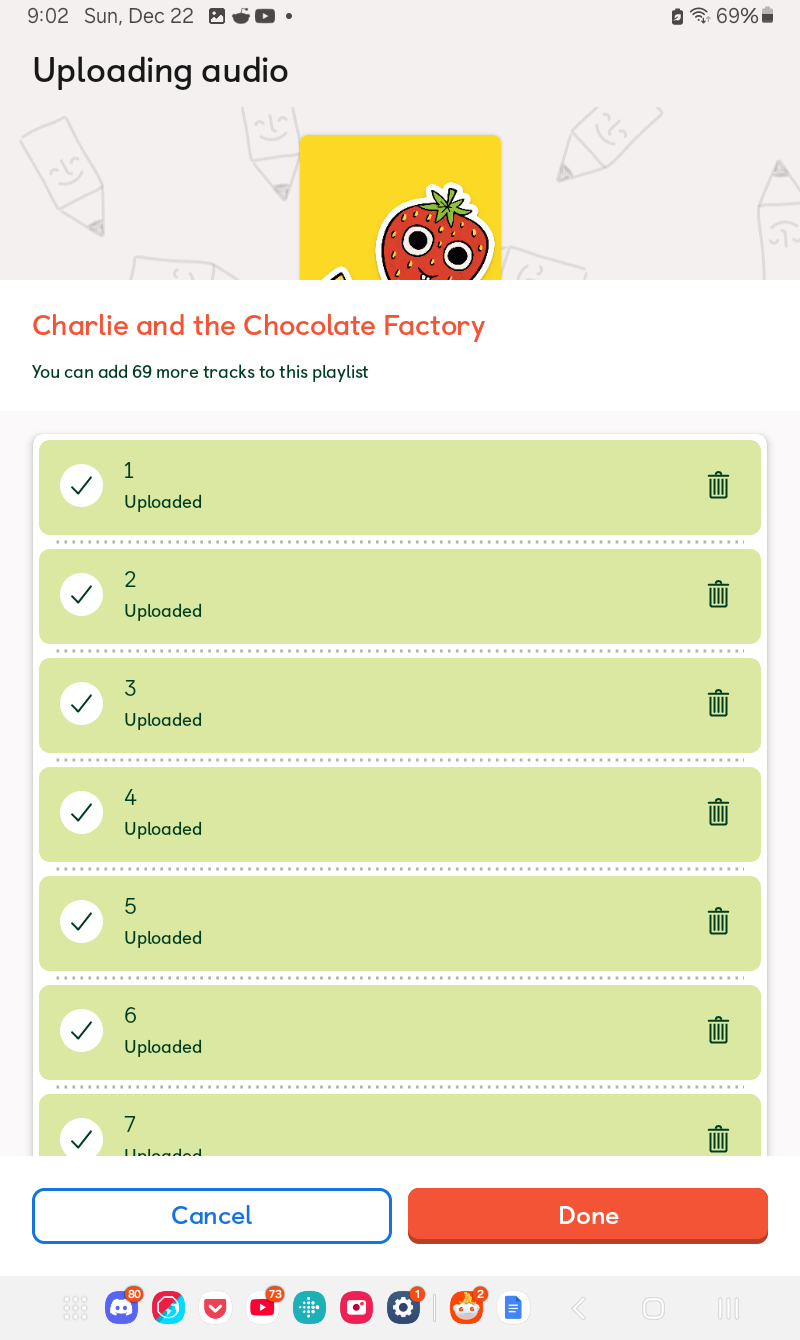 9:02 Sun, Dec 22
69%
Uploading audio
Charlie and the Chocolate Factory
You can add 69 more tracks to this playlist
1
Uploaded
2
Uploaded
3
Uploaded
4
Uploaded
5
Uploaded
6
Uploaded
7
Uploaded
Cancel
Done
80
73
1
2